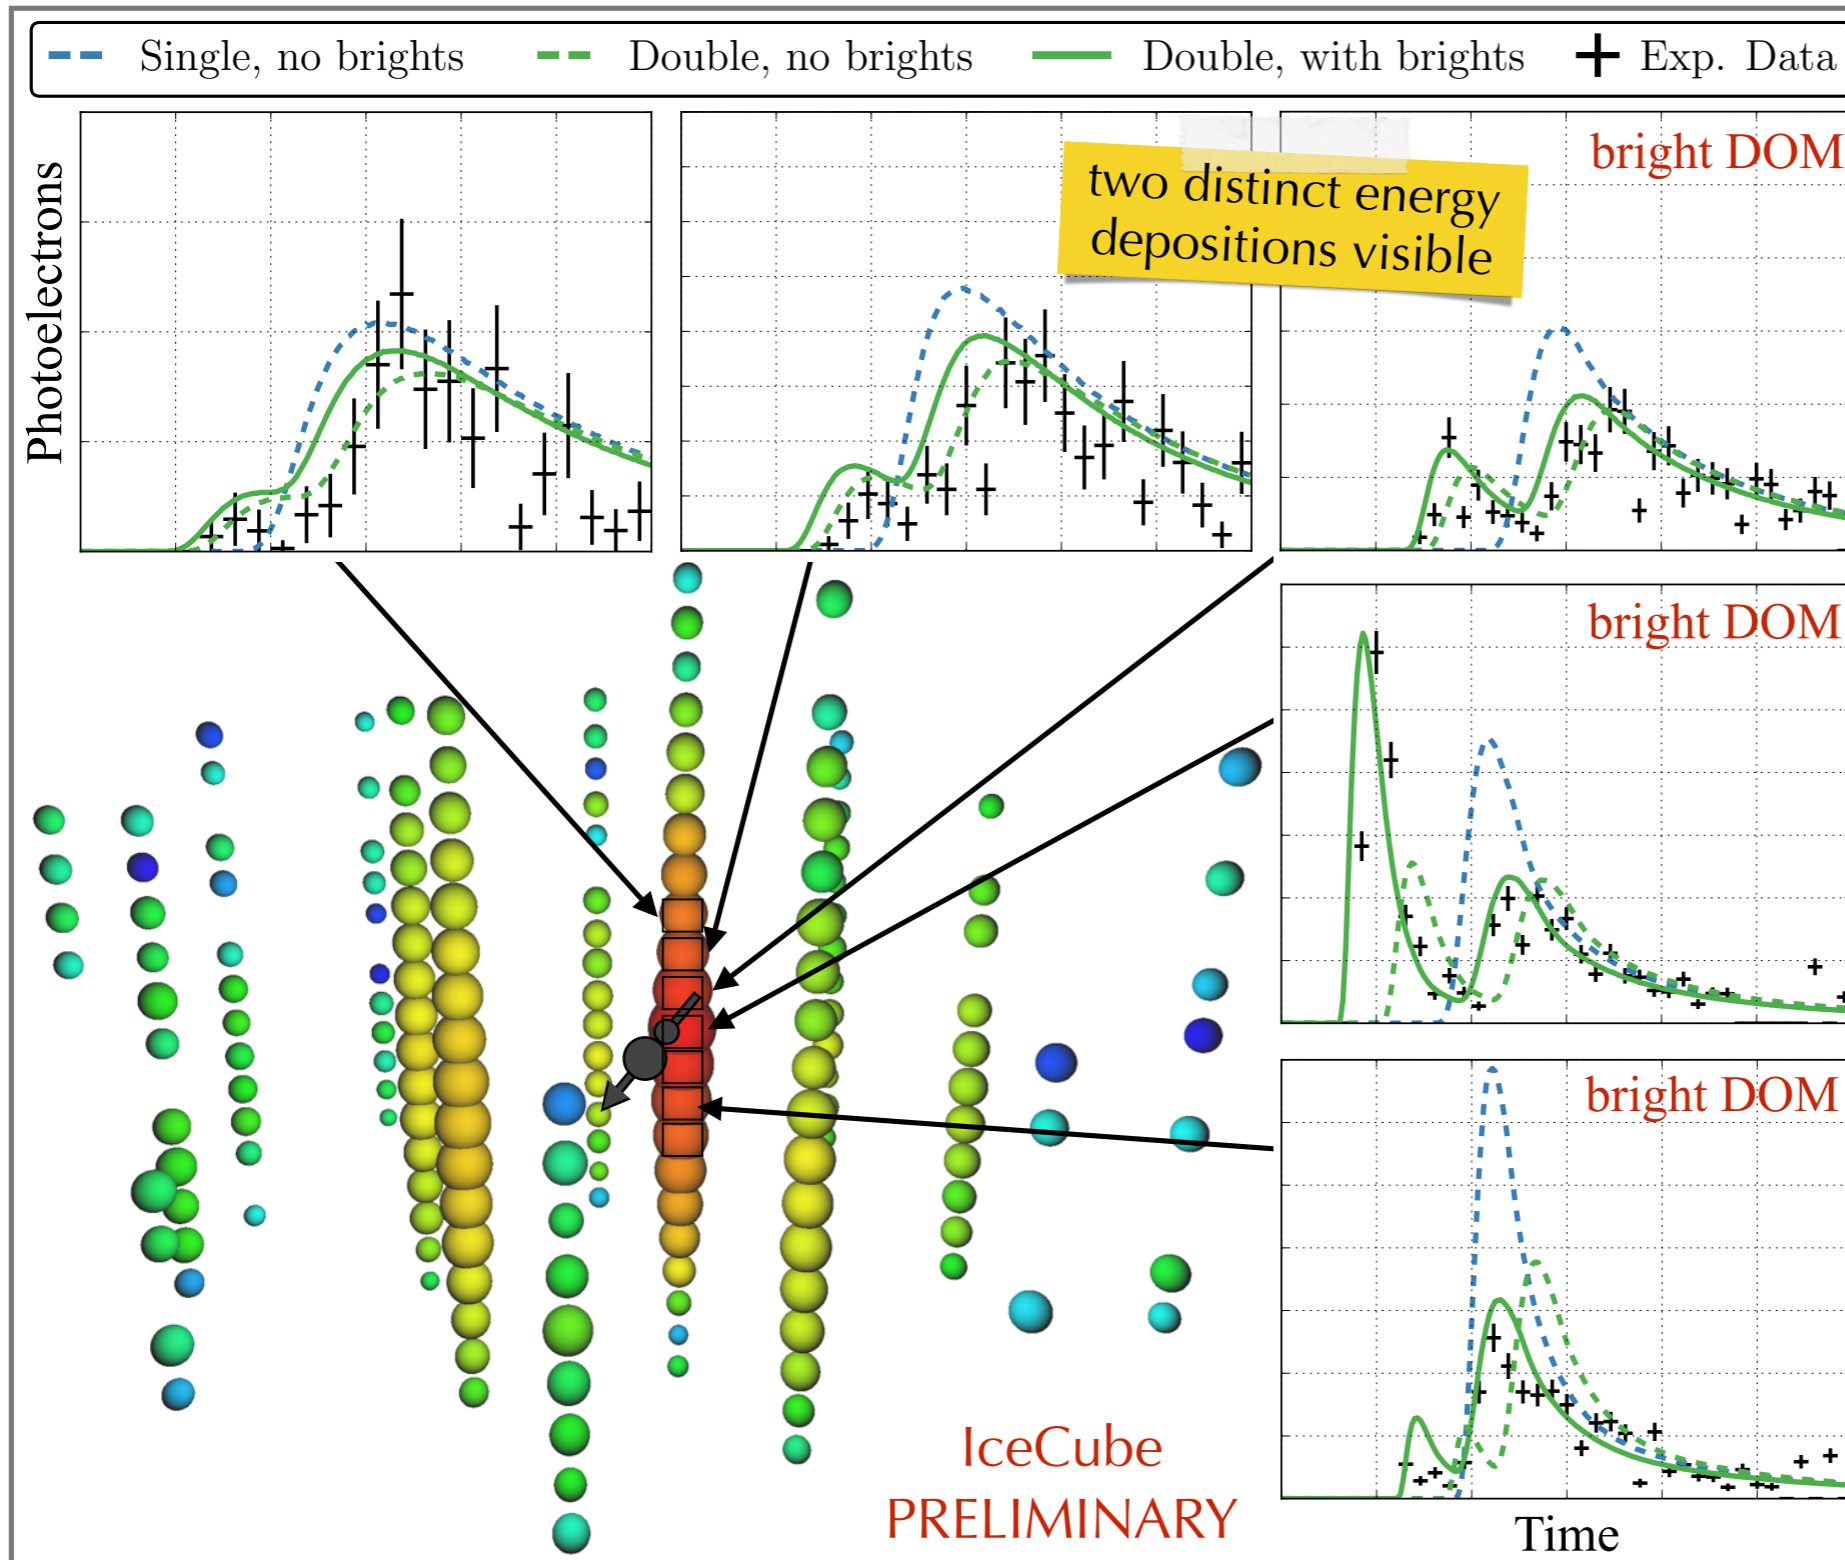 Single, no brights
Double, no brights
Double, with brights
Exp. Data
Photoelectrons
two distinct energy
depositions visible
bright DOM
bright DOM
bright DOM
IceCube
PRELIMINARY
Time